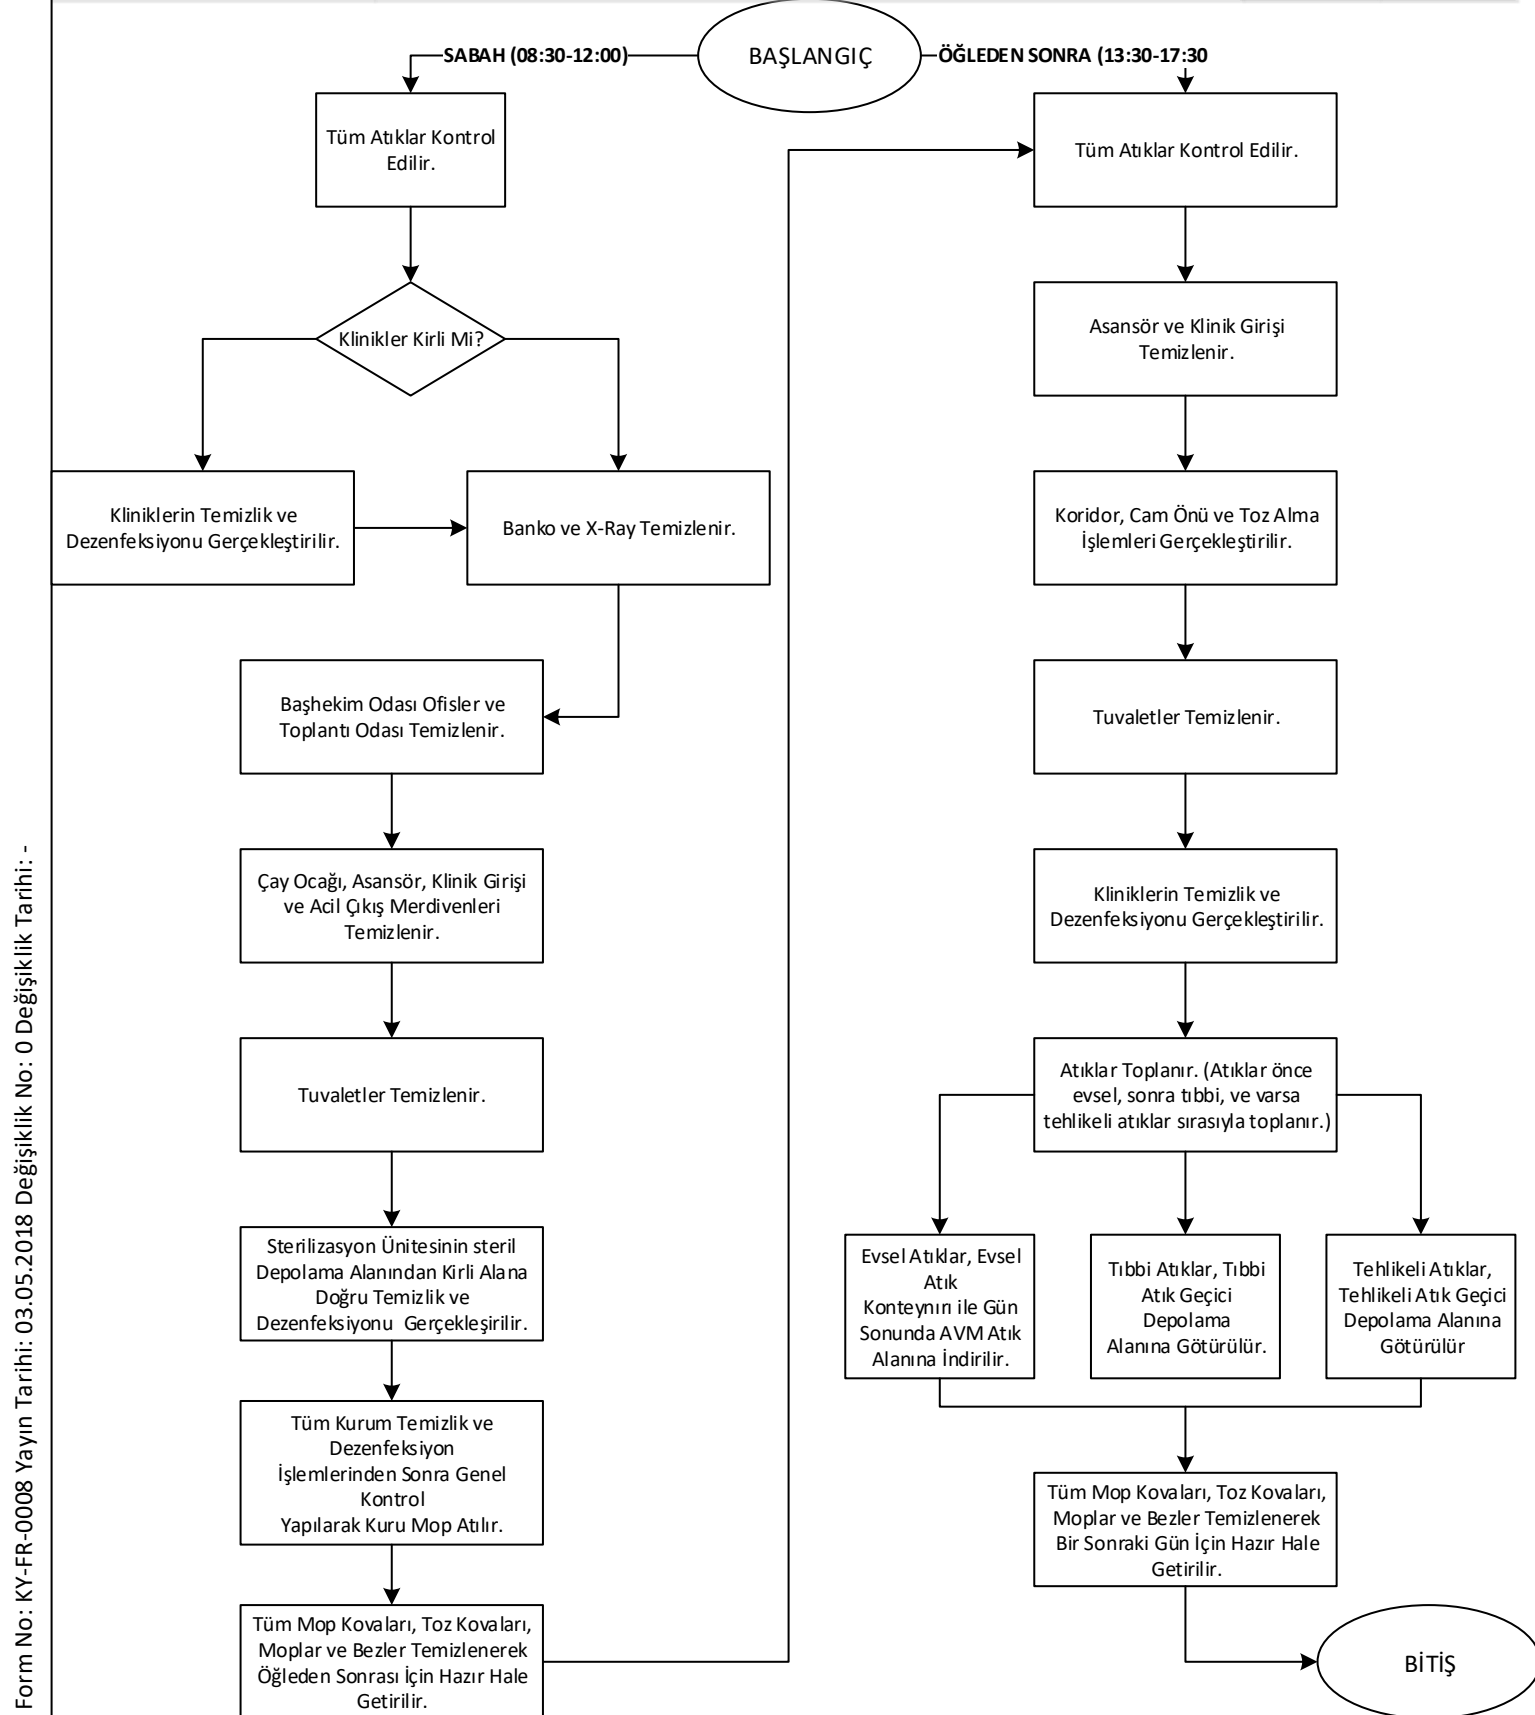 BAŞLANGIÇ
SABAH (08:30-12:00)
ÖĞLEDEN SONRA (13:30-17:30
Tüm Atıklar Kontrol
Edilir.
Klinikler Kirli Mi?
Kliniklerin Temizlik ve
Dezenfeksiyonu Gerçekleştirilir.
Banko ve X-Ray Temizlenir.
Başhekim Odası Ofisler ve
Toplantı Odası Temizlenir.
Çay Ocağı, Asansör, Klinik Girişi
ve Acil Çıkış Merdivenleri
Temizlenir.
Tuvaletler Temizlenir.
Sterilizasyon Ünitesinin steril
Depolama Alanından Kirli Alana
Doğru Temizlik ve
Dezenfeksiyonu Gerçekleşirilir.
Tüm Kurum Temizlik ve
Dezenfeksiyon
İşlemlerinden Sonra Genel
Kontrol
Yapılarak Kuru Mop Atılır.
Tüm Mop Kovaları, Toz Kovaları,
Moplar ve Bezler Temizlenerek
Öğleden Sonrası İçin Hazır Hale
Getirilir.
Tüm Atıklar Kontrol Edilir.
Asansör ve Klinik Girişi
Temizlenir.
Koridor, Cam Önü ve Toz Alma
İşlemleri Gerçekleştirilir.
Tuvaletler Temizlenir.
Kliniklerin Temizlik ve
Dezenfeksiyonu Gerçekleştirilir.
Atıklar Toplanır. (Atıklar önce
evsel, sonra tıbbi, ve varsa
tehlikeli atıklar sırasıyla toplanır.)
Evsel Atıklar, Evsel
Atık
Konteynırı ile Gün
Sonunda AVM Atık
Alanına İndirilir.
Tıbbi Atıklar, Tıbbi
Atık Geçici
Depolama
Alanına Götürülür.
Tehlikeli Atıklar,
Tehlikeli Atık Geçici
Depolama Alanına
Götürülür
Tüm Mop Kovaları, Toz Kovaları,
Moplar ve Bezler Temizlenerek
Bir Sonraki Gün İçin Hazır Hale
Getirilir.
BİTİŞ
Form No: KY-FR-0008 Yayın Tarihi: 03.05.2018 Değişiklik No: 0 Değişiklik Tarihi: -